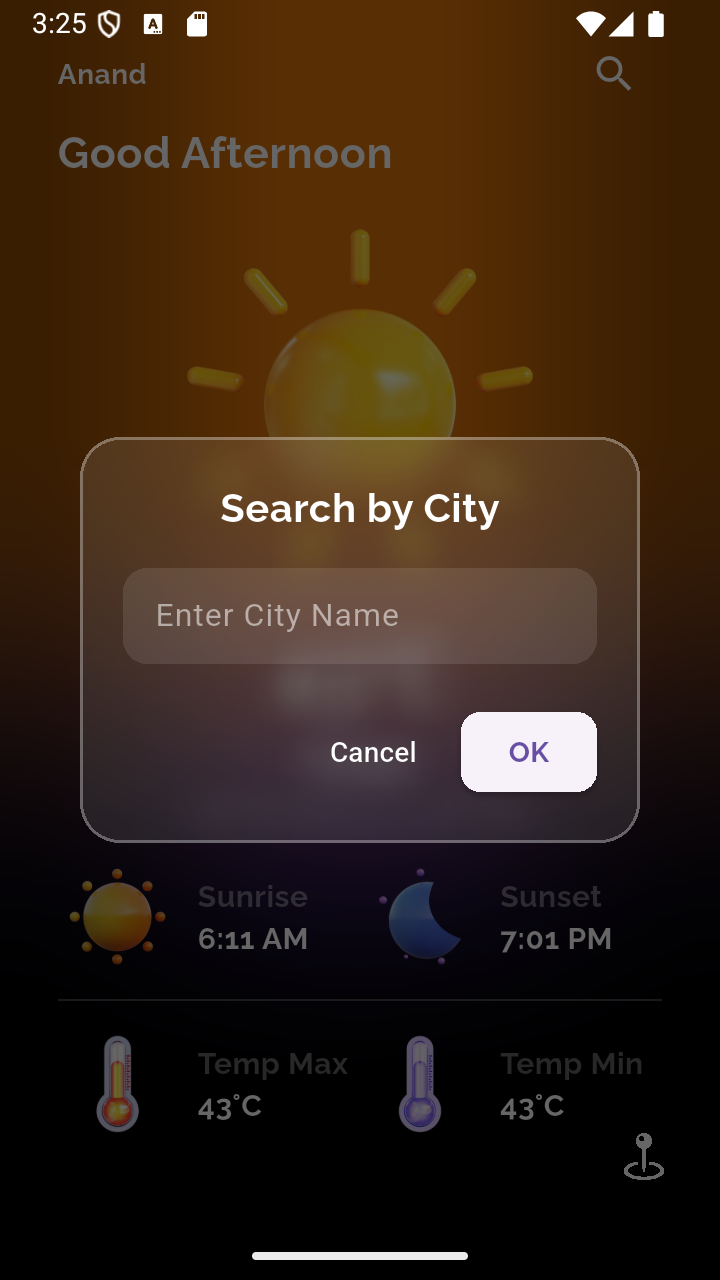 3:25
Anand
Good Afternoon
Search by City
Enter City Name
Cancel
OK
Sunrise
6:11 AM
Sunset
7:01 PM
Temp Max
43°C
Temp Min
43°C